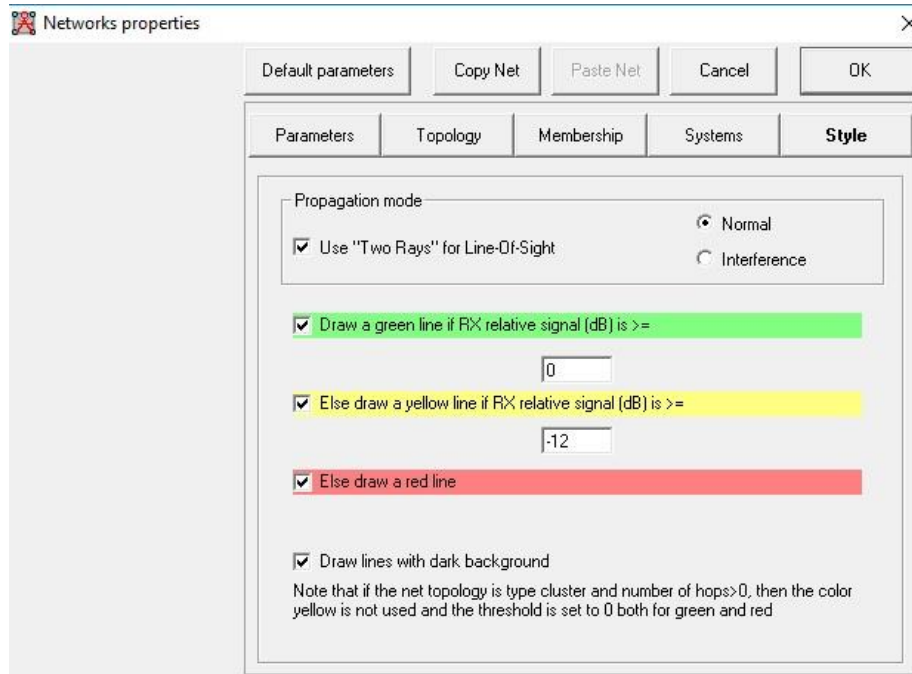 Networks properties
Default parameters Copy Net Paste Net Cancel OK
Parameters Topology Membership Systems Style
Propagation mode
Use "Two Rays" for Line-Of-Sight
Normal
Interference
Draw a green line if RX relative signal (dB) is >=
0
Else draw a yellow line if RX relative signal (dB) is >=
-12
Else draw a red line
Draw lines with dark background
Note that if the net topology is type cluster and number of hops>0, then the color
yellow is not used and the threshold is set to 0 both for green and red